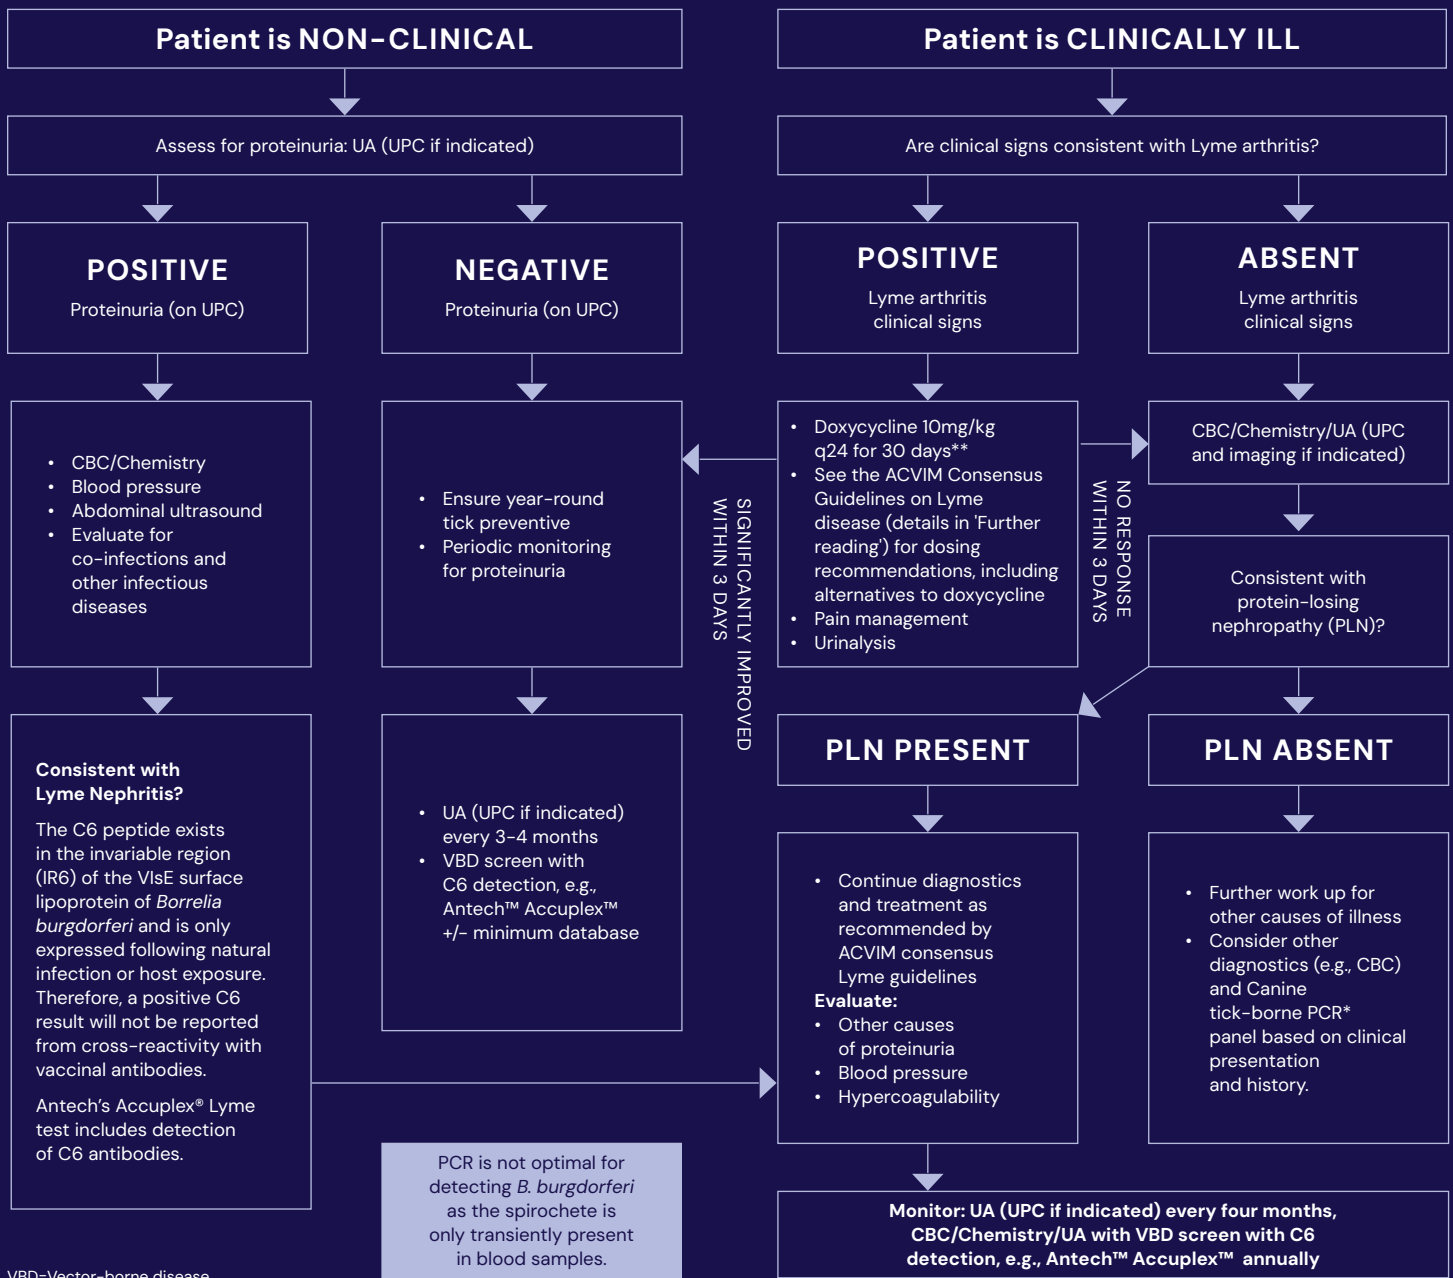 Patient is NON-CLINICAL
Assess for proteinuria: UA (UPC if indicated)
POSITIVE
Proteinuria (on UPC)
NEGATIVE
Proteinuria (on UPC)
• CBC/Chemistry
• Blood pressure
• Abdominal ultrasound
• Evaluate for
co-infections and
other infectious
diseases
• Ensure year-round
tick preventive
• Periodic monitoring
for proteinuria
Consistent with
Lyme Nephritis?
The C6 peptide exists
in the invariable region
(IR6) of the VlsE surface
lipoprotein of Borrelia
burgdorferi and is only
expressed following natural
infection or host exposure.
Therefore, a positive C6
result will not be reported
from cross-reactivity with
vaccinal antibodies.
Antech's Accuplex® Lyme
test includes detection
of C6 antibodies.
• UA (UPC if indicated)
every 3-4 months
• VBD screen with
C6 detection, e.g.,
Antech™ Accuplex™
+/- minimum database
PCR is not optimal for
detecting B. burgdorferi
as the spirochete is
only transiently present
in blood samples.
Patient is CLINICALLY ILL
Are clinical signs consistent with Lyme arthritis?
POSITIVE
Lyme arthritis
clinical signs
ABSENT
Lyme arthritis
clinical signs
• Doxycycline 10mg/kg
q24 for 30 days**
• See the ACVIM Consensus
Guidelines on Lyme
disease (details in 'Further
reading') for dosing
recommendations, including
alternatives to doxycycline
• Pain management
• Urinalysis
SIGNIFICANTLY IMPROVED
WITHIN 3 DAYS
NO RESPONSE
WITHIN 3 DAYS
CBC/Chemistry/UA (UPC
and imaging if indicated)
Consistent with
protein-losing
nephropathy (PLN)?
PLN PRESENT
PLN ABSENT
• Continue diagnostics
and treatment as
recommended by
ACVIM consensus
Lyme guidelines
Evaluate:
• Other causes
of proteinuria
• Blood pressure
• Hypercoagulability
• Further work up for
other causes of illness
• Consider other
diagnostics (e.g., CBC)
and Canine
tick-borne PCR*
panel based on clinical
presentation
and history.
Monitor: UA (UPC if indicated) every four months,
CBC/Chemistry/UA with VBD screen with C6
detection, e.g., Antech™ Accuplex™ annually
VBD=Vector-borne disease